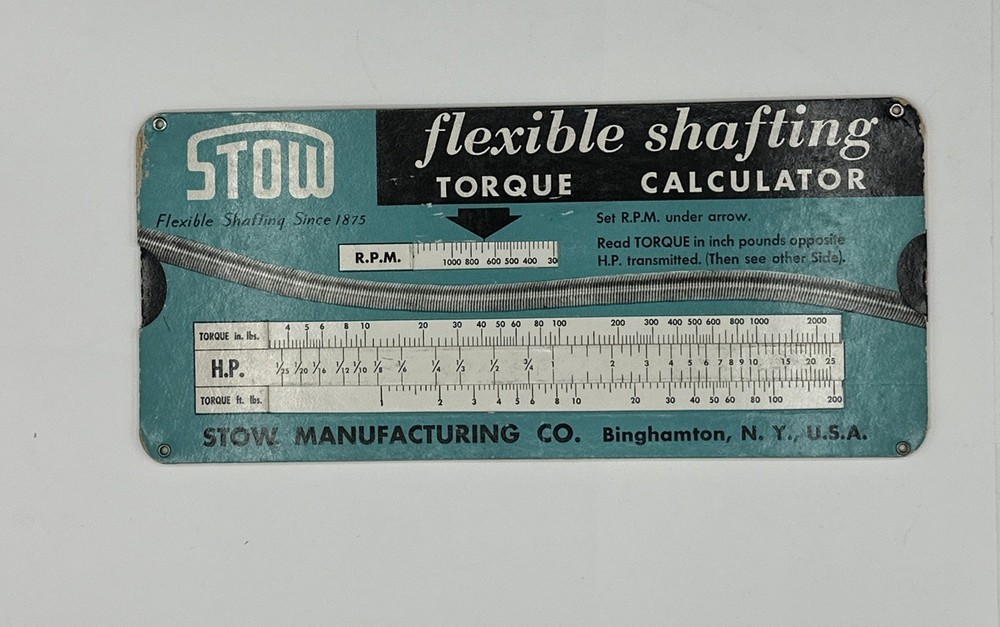 STOW
flexible shafting
TORQUE CALCULATOR
Flexible Shafting Since 1875
Set R.P.M. under arrow.
Read TORQUE in inch pounds opposite
H.P. transmitted. (Then see other Side).
R.P.M. 1000 800 600 500 400 30
TORQUE in. lbs. 4 5 6 8 10 20 30 40 50 60 80 100 200 300 400 500 600 800 1000 2000
H.P. 1/25 1/20 1/16 1/12 1/10 1/8 1/6 1/4 1/3 1/2 3/4 2 3 4 5 6 7 8 9 10 15 20 25
TORQUE ft. lbs. 1 2 3 4 5 6 8 10 20 30 40 50 60 80 100 200
STOW MANUFACTURING CO. Binghamton, N. Y., U.S.A.